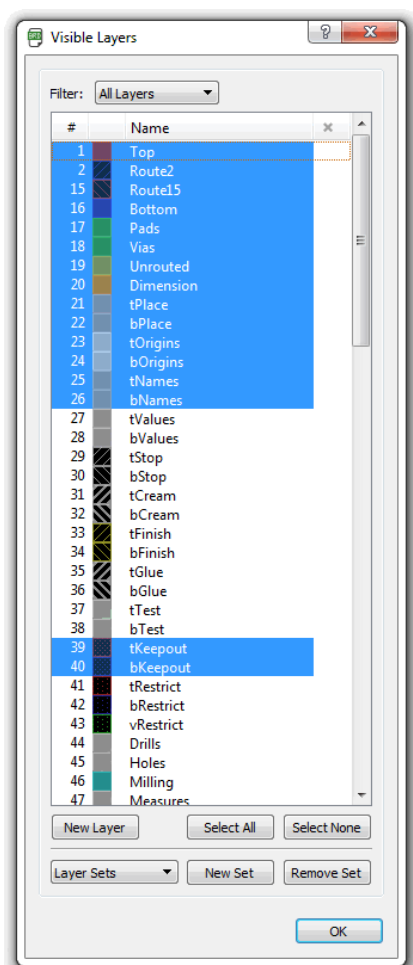 Visible Layers
Filter: All Layers
# Name
1 Top
2 Route2
15 Route15
16 Bottom
17 Pads
18 Vias
19 Unrouted
20 Dimension
21 tPlace
22 bPlace
23 tOrigins
24 bOrigins
25 tNames
26 bNames
27 tValues
28 bValues
29 tStop
30 bStop
31 tCream
32 bCream
33 tFinish
34 bFinish
35 tGlue
36 bGlue
37 tTest
38 bTest
39 tKeepout
40 bKeepout
41 tRestrict
42 bRestrict
43 vRestrict
44 Drills
45 Holes
46 Milling
47 Measures
New Layer Select All Select None
Layer Sets New Set Remove Set
OK